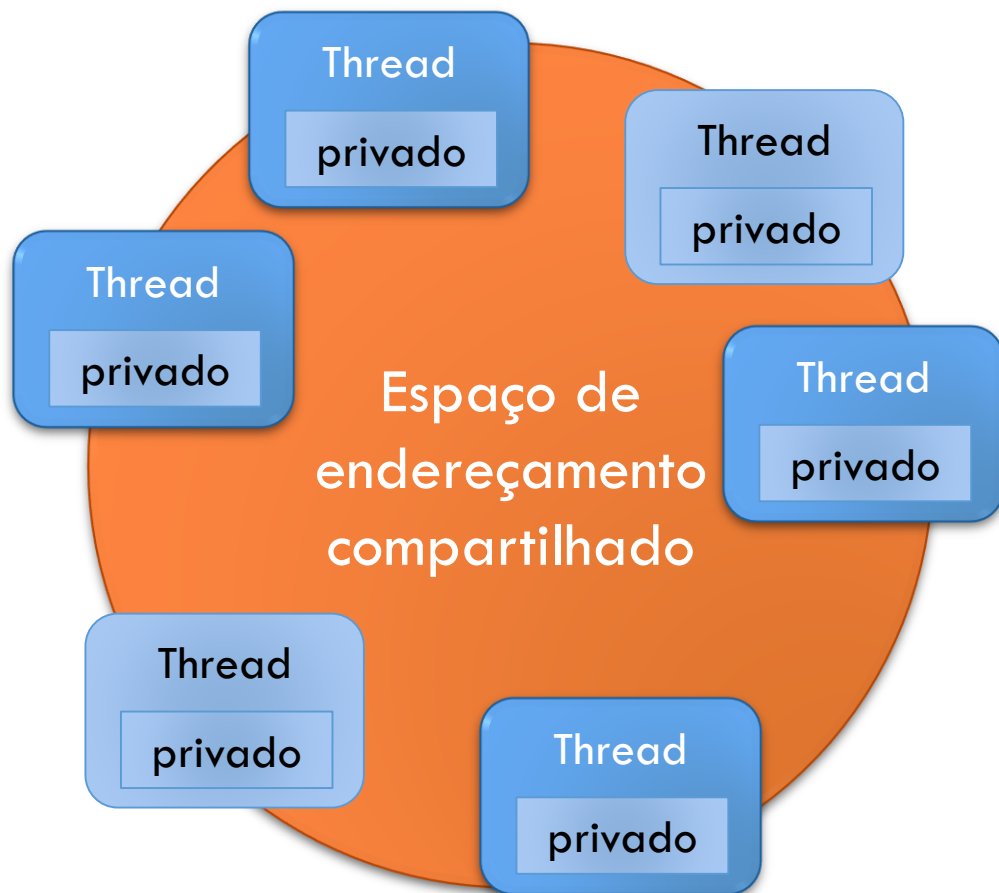 Thread
privado
Thread
privado
Thread
privado
Thread
privado
Espaço de
endereçamento
compartilhado
Thread
privado
Thread
privado